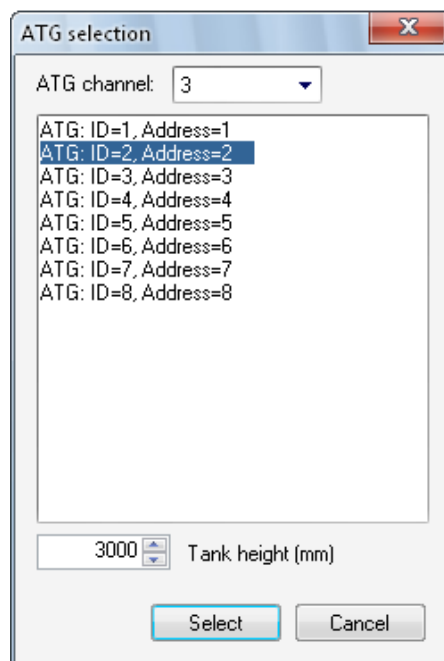 ATG selection
ATG channel: 3
ATG: ID=1, Address=1
ATG: ID=2, Address=2
ATG: ID=3, Address=3
ATG: ID=4, Address=4
ATG: ID=5, Address=5
ATG: ID=6, Address=6
ATG: ID=7, Address=7
ATG: ID=8, Address=8
3000 Tank height (mm)
Select Cancel